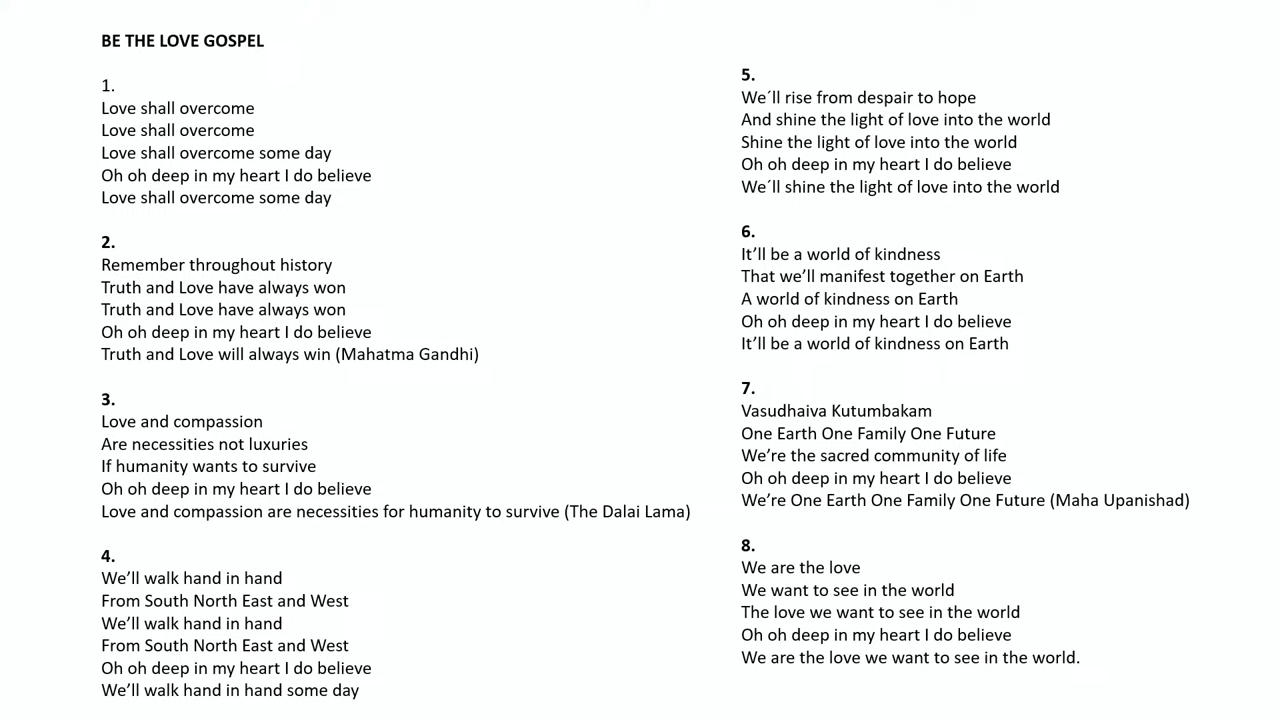 BE THE LOVE GOSPEL
1.
Love shall overcome
Love shall overcome
Love shall overcome some day
Oh oh deep in my heart I do believe
Love shall overcome some day
2.
Remember throughout history
Truth and Love have always won
Truth and Love have always won
Oh oh deep in my heart I do believe
Truth and Love will always win (Mahatma Gandhi)
3.
Love and compassion
Are necessities not luxuries
If humanity wants to survive
Oh oh deep in my heart I do believe
Love and compassion are necessities for humanity to survive (The Dalai Lama)
4.
We’ll walk hand in hand
From South North East and West
We’ll walk hand in hand
From South North East and West
Oh oh deep in my heart I do believe
We’ll walk hand in hand some day
5.
We´ll rise from despair to hope
And shine the light of love into the world
Shine the light of love into the world
Oh oh deep in my heart I do believe
We´ll shine the light of love into the world
6.
It’ll be a world of kindness
That we’ll manifest together on Earth
A world of kindness on Earth
Oh oh deep in my heart I do believe
It’ll be a world of kindness on Earth
7.
Vasudhaiva Kutumbakam
One Earth One Family One Future
We’re the sacred community of life
Oh oh deep in my heart I do believe
We’re One Earth One Family One Future (Maha Upanishad)
8.
We are the love
We want to see in the world
The love we want to see in the world
Oh oh deep in my heart I do believe
We are the love we want to see in the world.